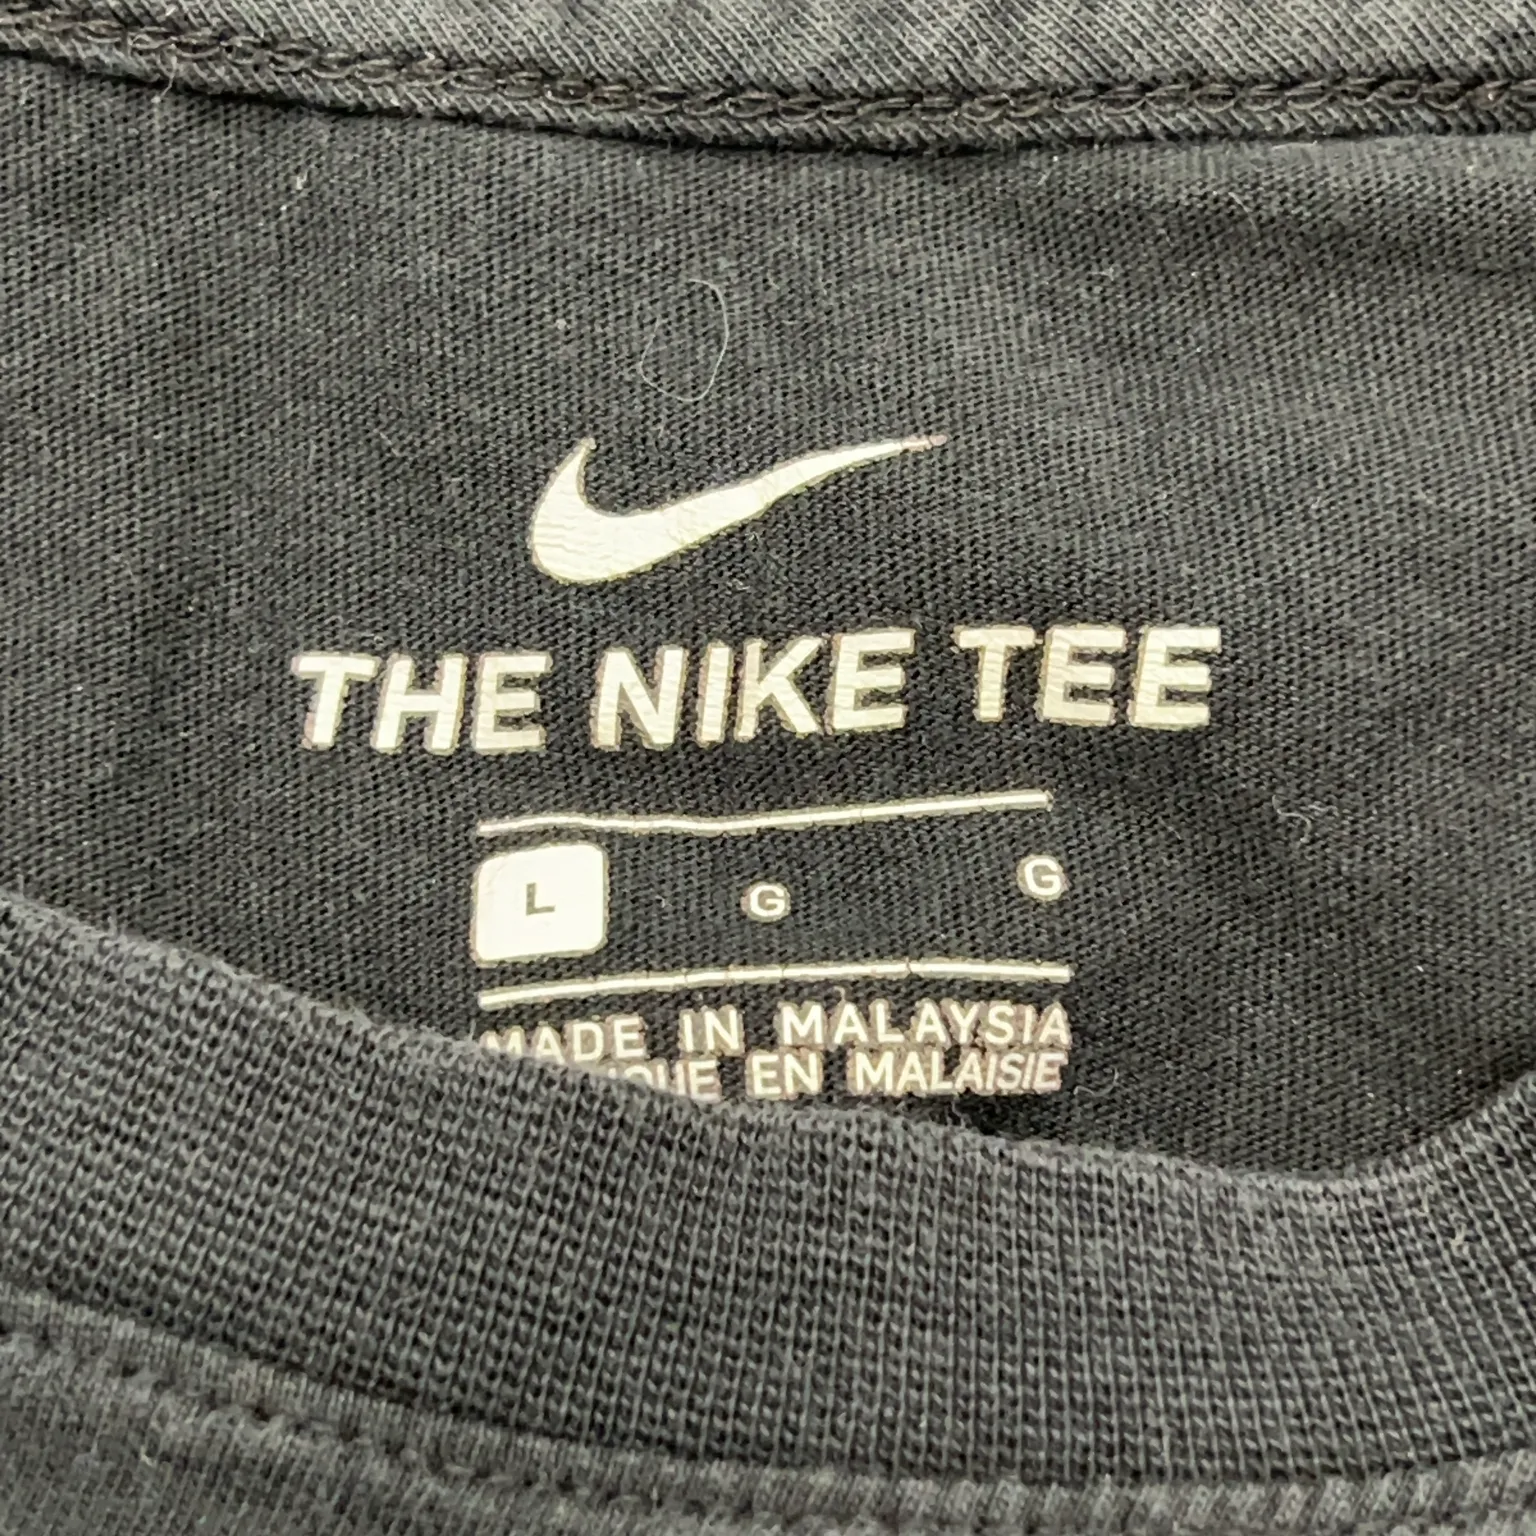 THE NIKE TEE
L G G
MADE IN MALAYSIA
EN MALAISIE